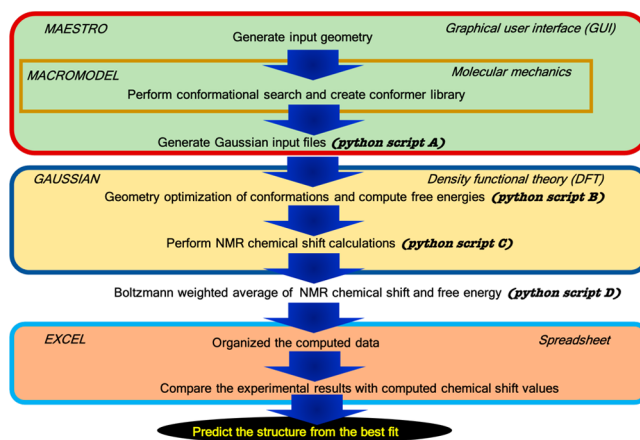 MAESTRO
Graphical user interface (GUI)
Generate input geometry
MACROMODEL
Molecular mechanics
Perform conformational search and create conformer library
Generate Gaussian input files (python script A)
GAUSSIAN
Density functional theory (DFT)
Geometry optimization of conformations and compute free energies (python script B)
Perform NMR chemical shift calculations (python script C)
Boltzmann weighted average of NMR chemical shift and free energy (python script D)
EXCEL
Organized the computed data
Spreadsheet
Compare the experimental results with computed chemical shift values
Predict the structure from the best fit